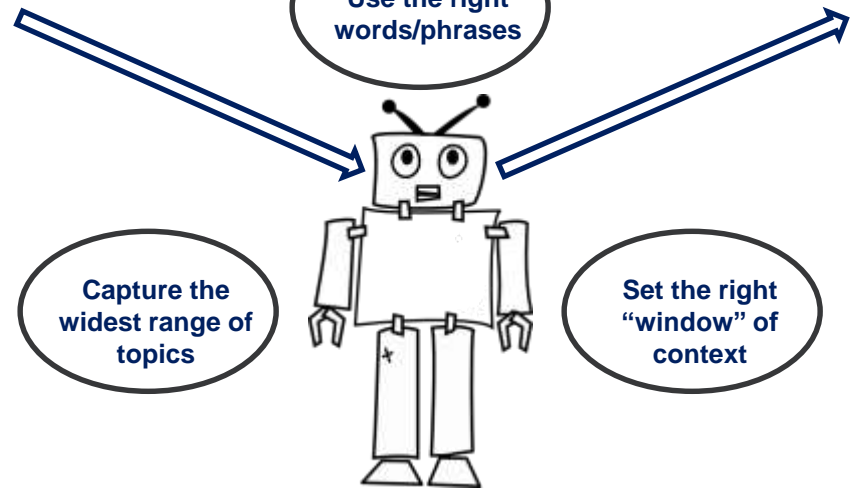 Use the right
words/phrases
Capture the
widest range of
topics
Set the right
“window” of
context